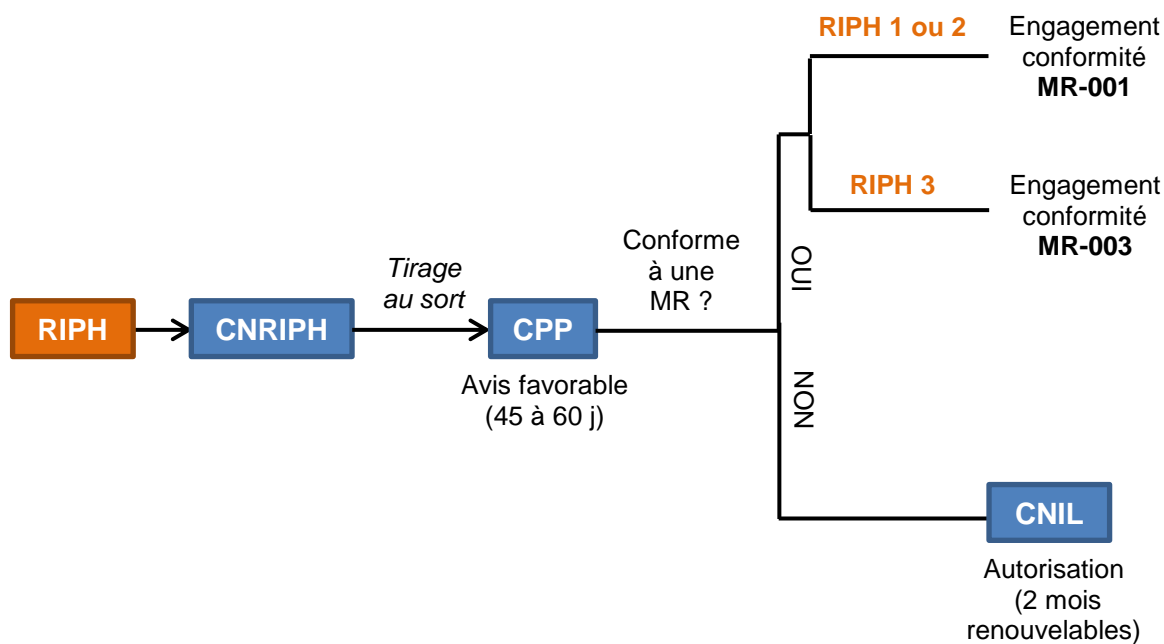 RIPH
CNRIPH
Tirage
au sort
CPP
Avis favorable
(45 à 60 j)
Conforme
à une
MR ?
OUI
RIPH 1 ou 2
Engagement
conformité
MR-001
RIPH 3
Engagement
conformité
MR-003
NON
CNIL
Autorisation
(2 mois
renouvelables)